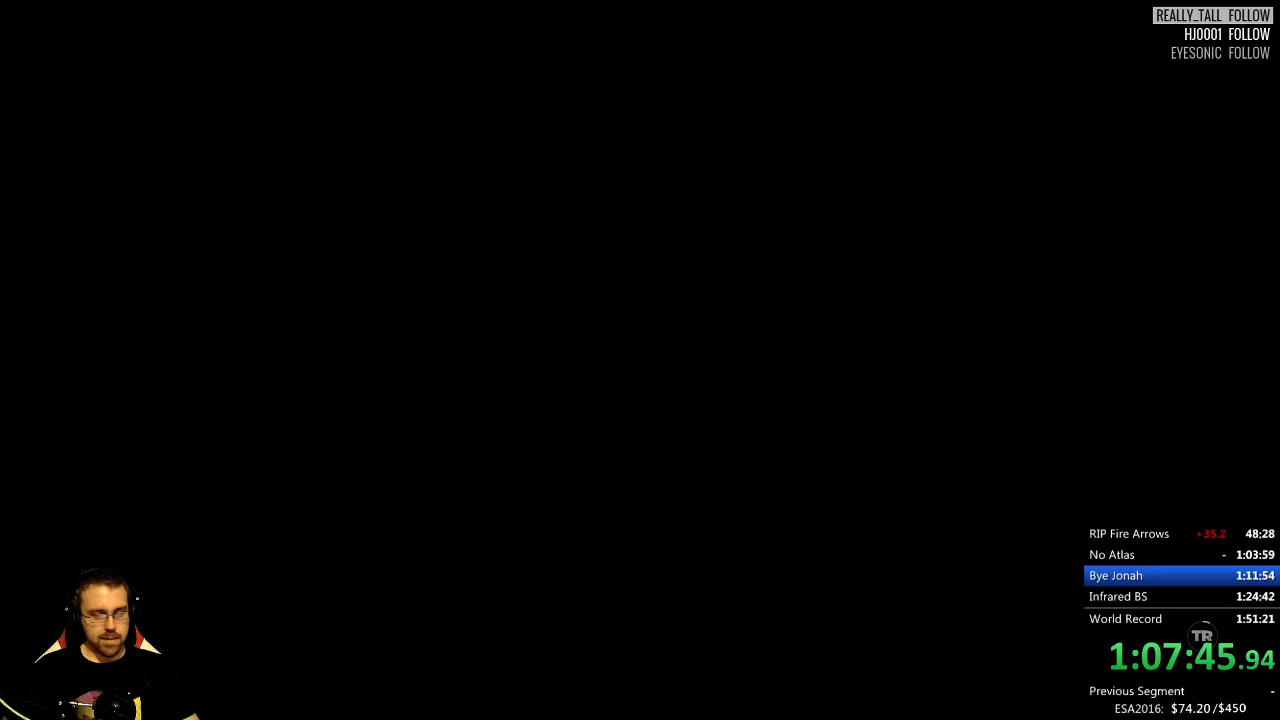 REALLY_TALL FOLLOW
HJ0001 FOLLOW
EYESONIC FOLLOW
RIP Fire Arrows +35.2 48:28
No Atlas - 1:03:59
Bye Jonah 1:11:54
Infrared BS 1:24:42
World Record 1:51:21
TR
1:07:45.94
Previous Segment -
ESA2016: $74.20/$450